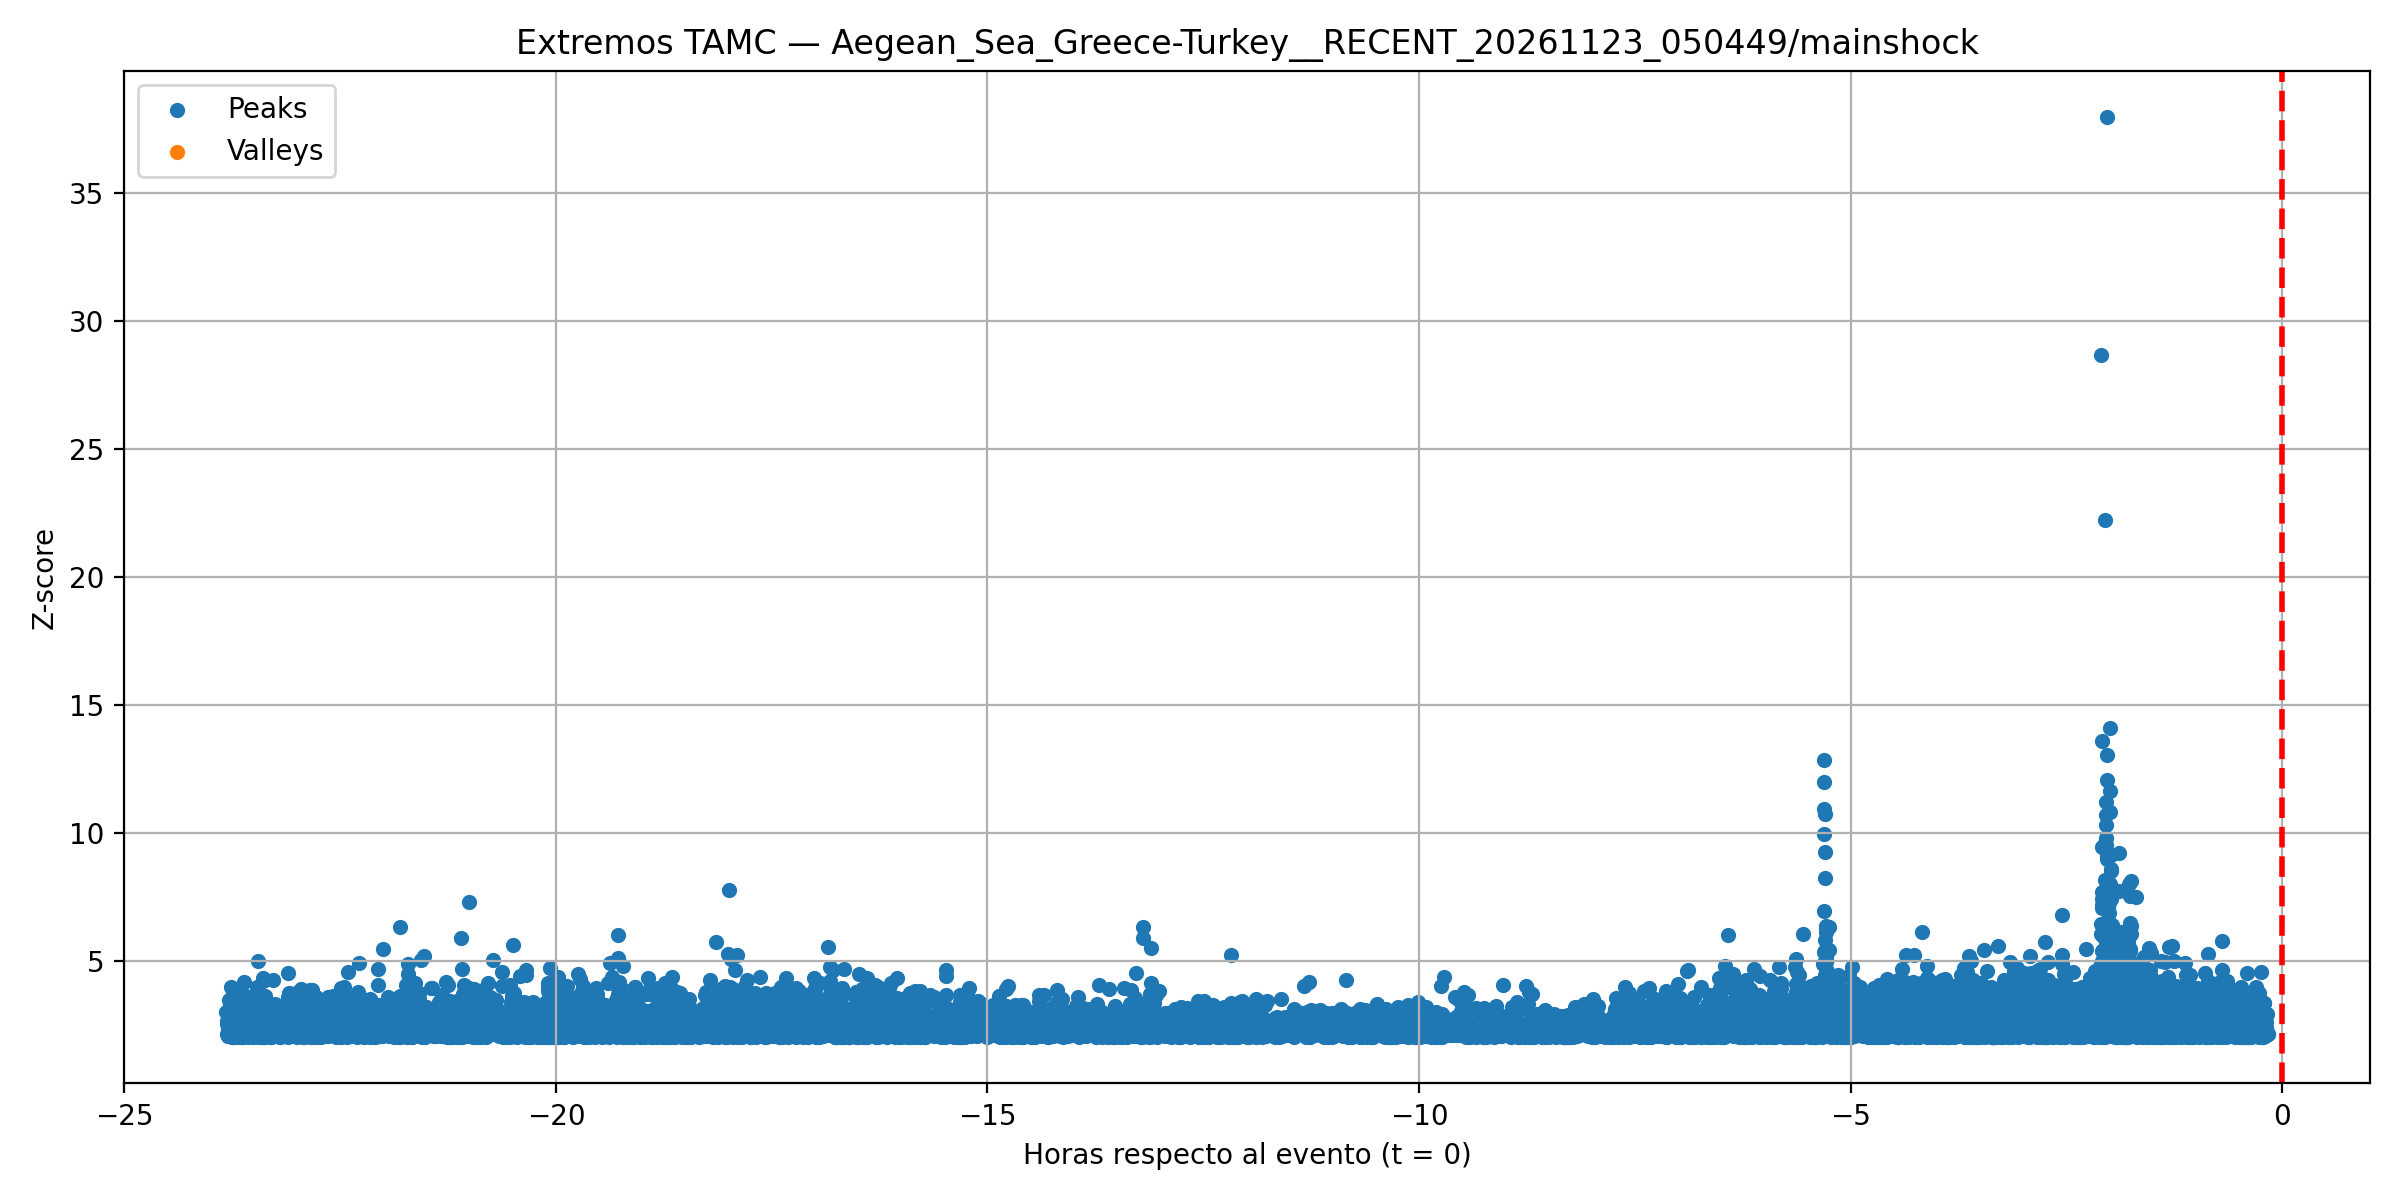 Extremos TAMC — Aegean_Sea_Greece-Turkey__RECENT_20261123_050449/mainshock
Peaks
Valleys
35
30
25
20
15
10
5
Z-score
−25
−20
−15
−10
−5
0
Horas respecto al evento (t = 0)